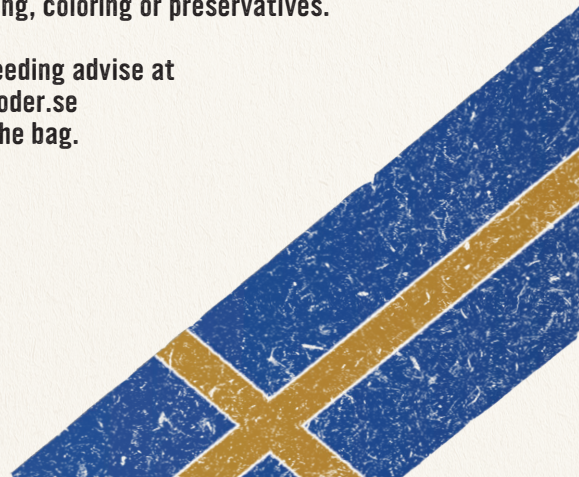 ng, coloring or preservatives.
eeding advise at
oder.se
he bag.